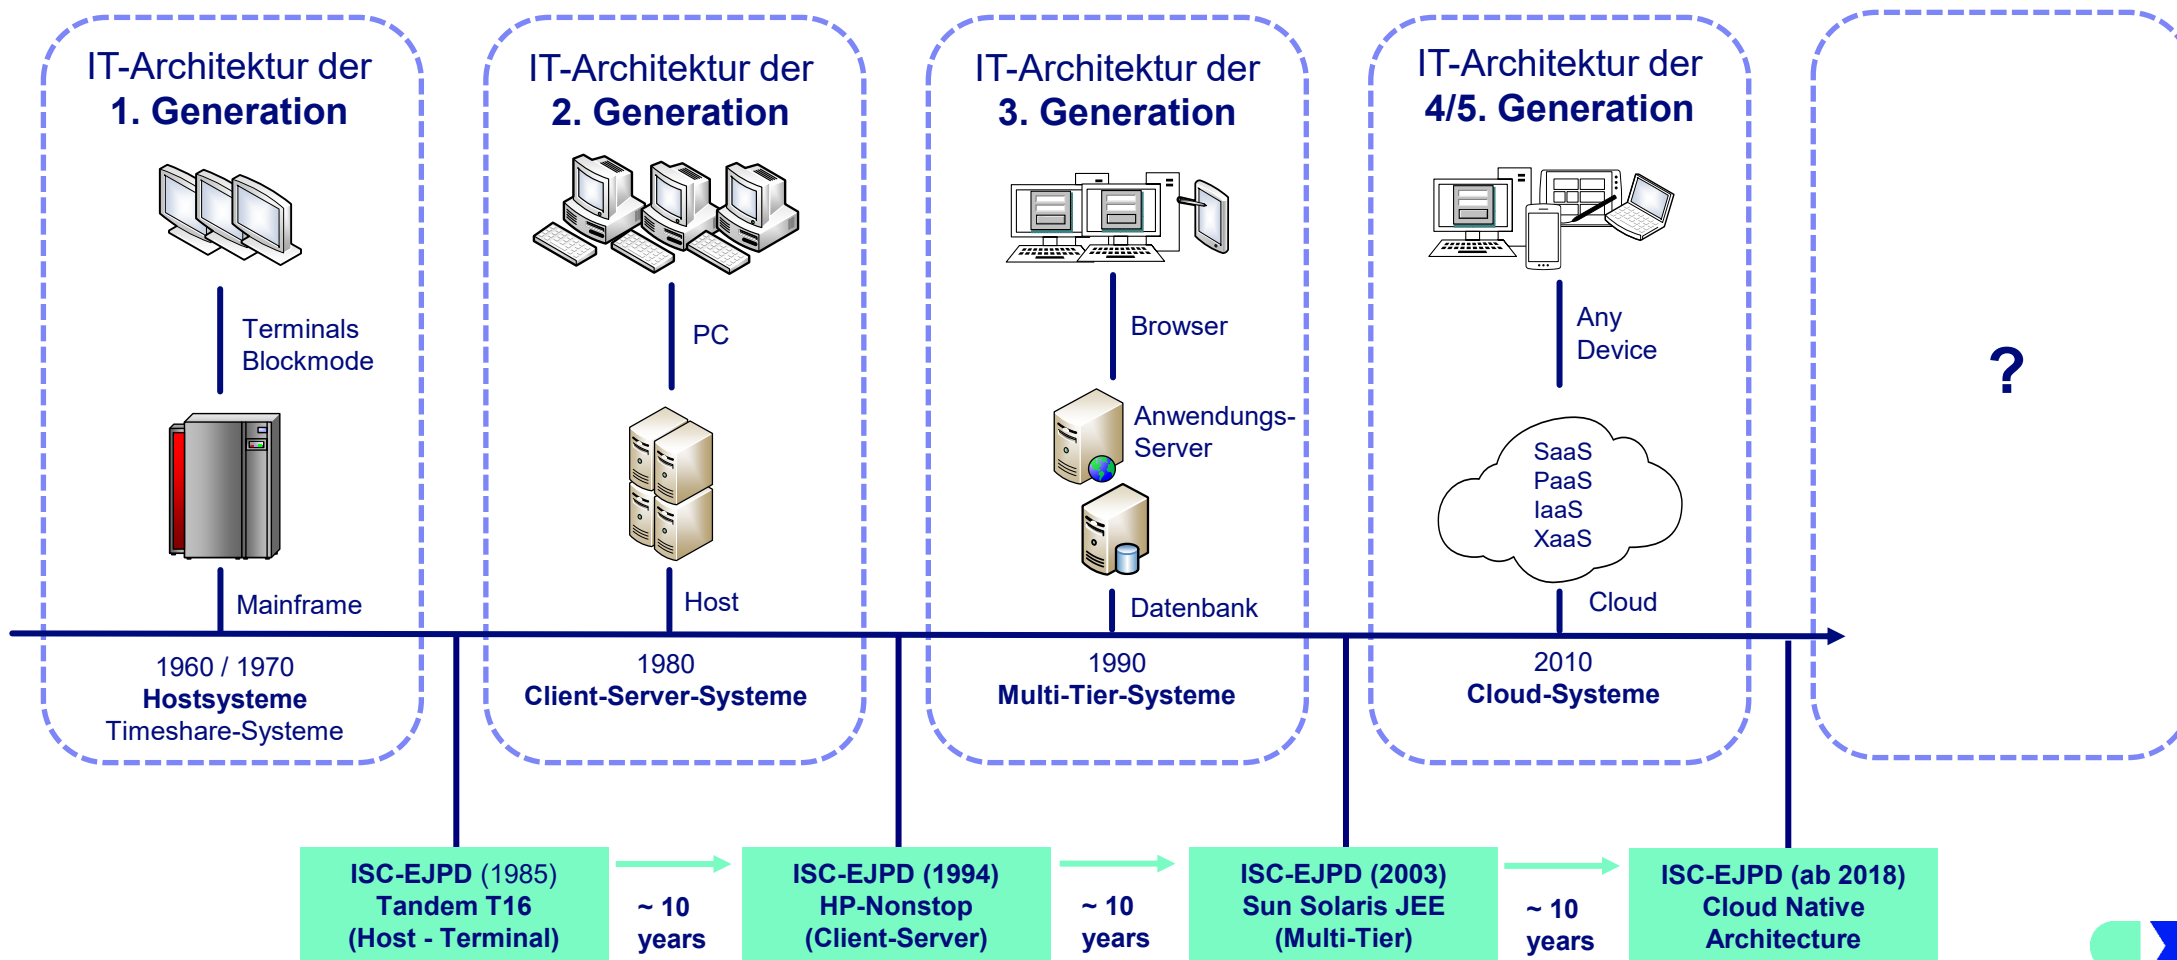 IT-Architektur der
1. Generation
Terminals
Blockmode
Mainframe
1960 / 1970
Hostsysteme
Timeshare-Systeme
IT-Architektur der
2. Generation
PC
Host
1980
Client-Server-Systeme
IT-Architektur der
3. Generation
Browser
Anwendungs-
Server
Datenbank
1990
Multi-Tier-Systeme
IT-Architektur der
4/5. Generation
Any
Device
SaaS
PaaS
IaaS
XaaS
Cloud
2010
Cloud-Systeme
?
ISC-EJPD (1985)
Tandem T16
(Host - Terminal)
~ 10
years
ISC-EJPD (1994)
HP-Nonstop
(Client-Server)
~ 10
years
ISC-EJPD (2003)
Sun Solaris JEE
(Multi-Tier)
~ 10
years
ISC-EJPD (ab 2018)
Cloud Native
Architecture